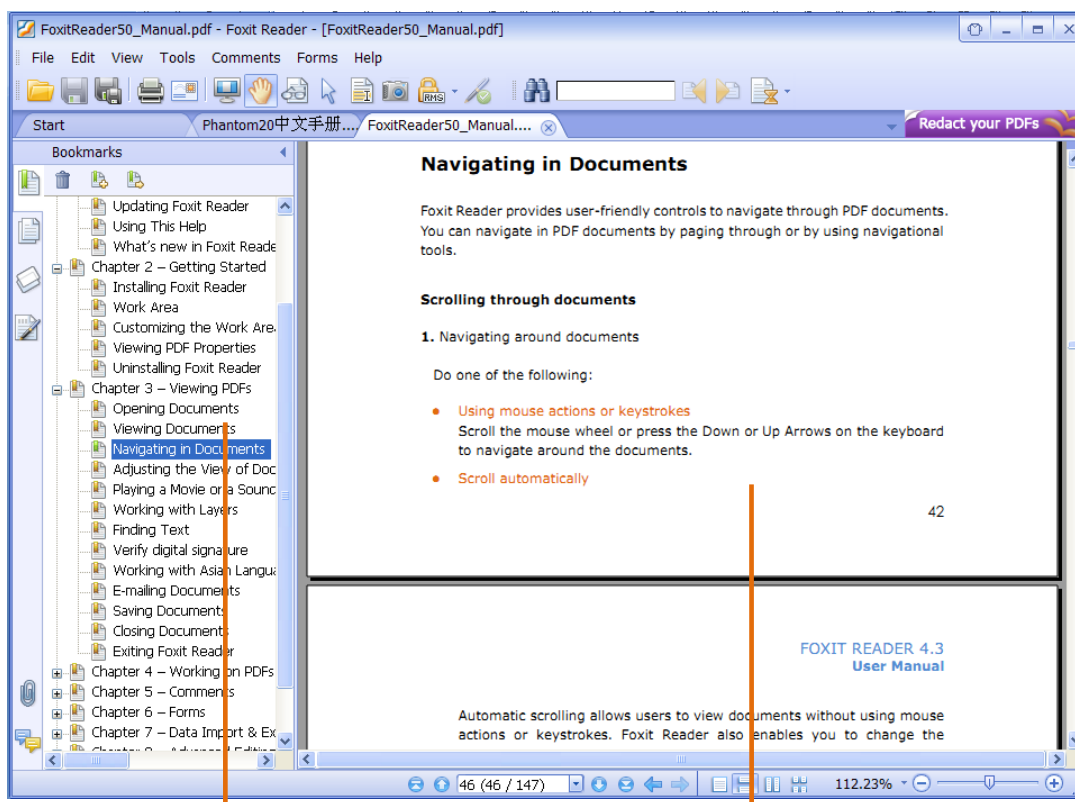 FoxitReader50_Manual.pdf - Foxit Reader - [FoxitReader50_Manual.pdf]
File Edit View Tools Comments Forms Help
RMS
Start
Phantom20中文手册....
FoxitReader50_Manual....
Redact your PDFs
Bookmarks
Updating Foxit Reader
Using This Help
What's new in Foxit Reade
Chapter 2 – Getting Started
Installing Foxit Reader
Work Area
Customizing the Work Are
Viewing PDF Properties
Uninstalling Foxit Reader
Chapter 3 – Viewing PDFs
Opening Documents
Viewing Documents
Navigating in Documents
Adjusting the View of Doc
Playing a Movie or a Sounc
Working with Layers
Finding Text
Verify digital signature
Working with Asian Langua
E-mailing Documents
Saving Documents
Closing Documents
Exiting Foxit Reader
Chapter 4 – Working on PDFs
Chapter 5 – Comments
Chapter 6 – Forms
Chapter 7 – Data Import & Ex
Navigating in Documents
Foxit Reader provides user-friendly controls to navigate through PDF documents.
You can navigate in PDF documents by paging through or by using navigational
tools.
Scrolling through documents
1. Navigating around documents
Do one of the following:
• Using mouse actions or keystrokes
Scroll the mouse wheel or press the Down or Up Arrows on the keyboard
to navigate around the documents.
• Scroll automatically
42
FOXIT READER 4.3
User Manual
Automatic scrolling allows users to view documents without using mouse
actions or keystrokes. Foxit Reader also enables you to change the
46 (46 / 147)
112.23%